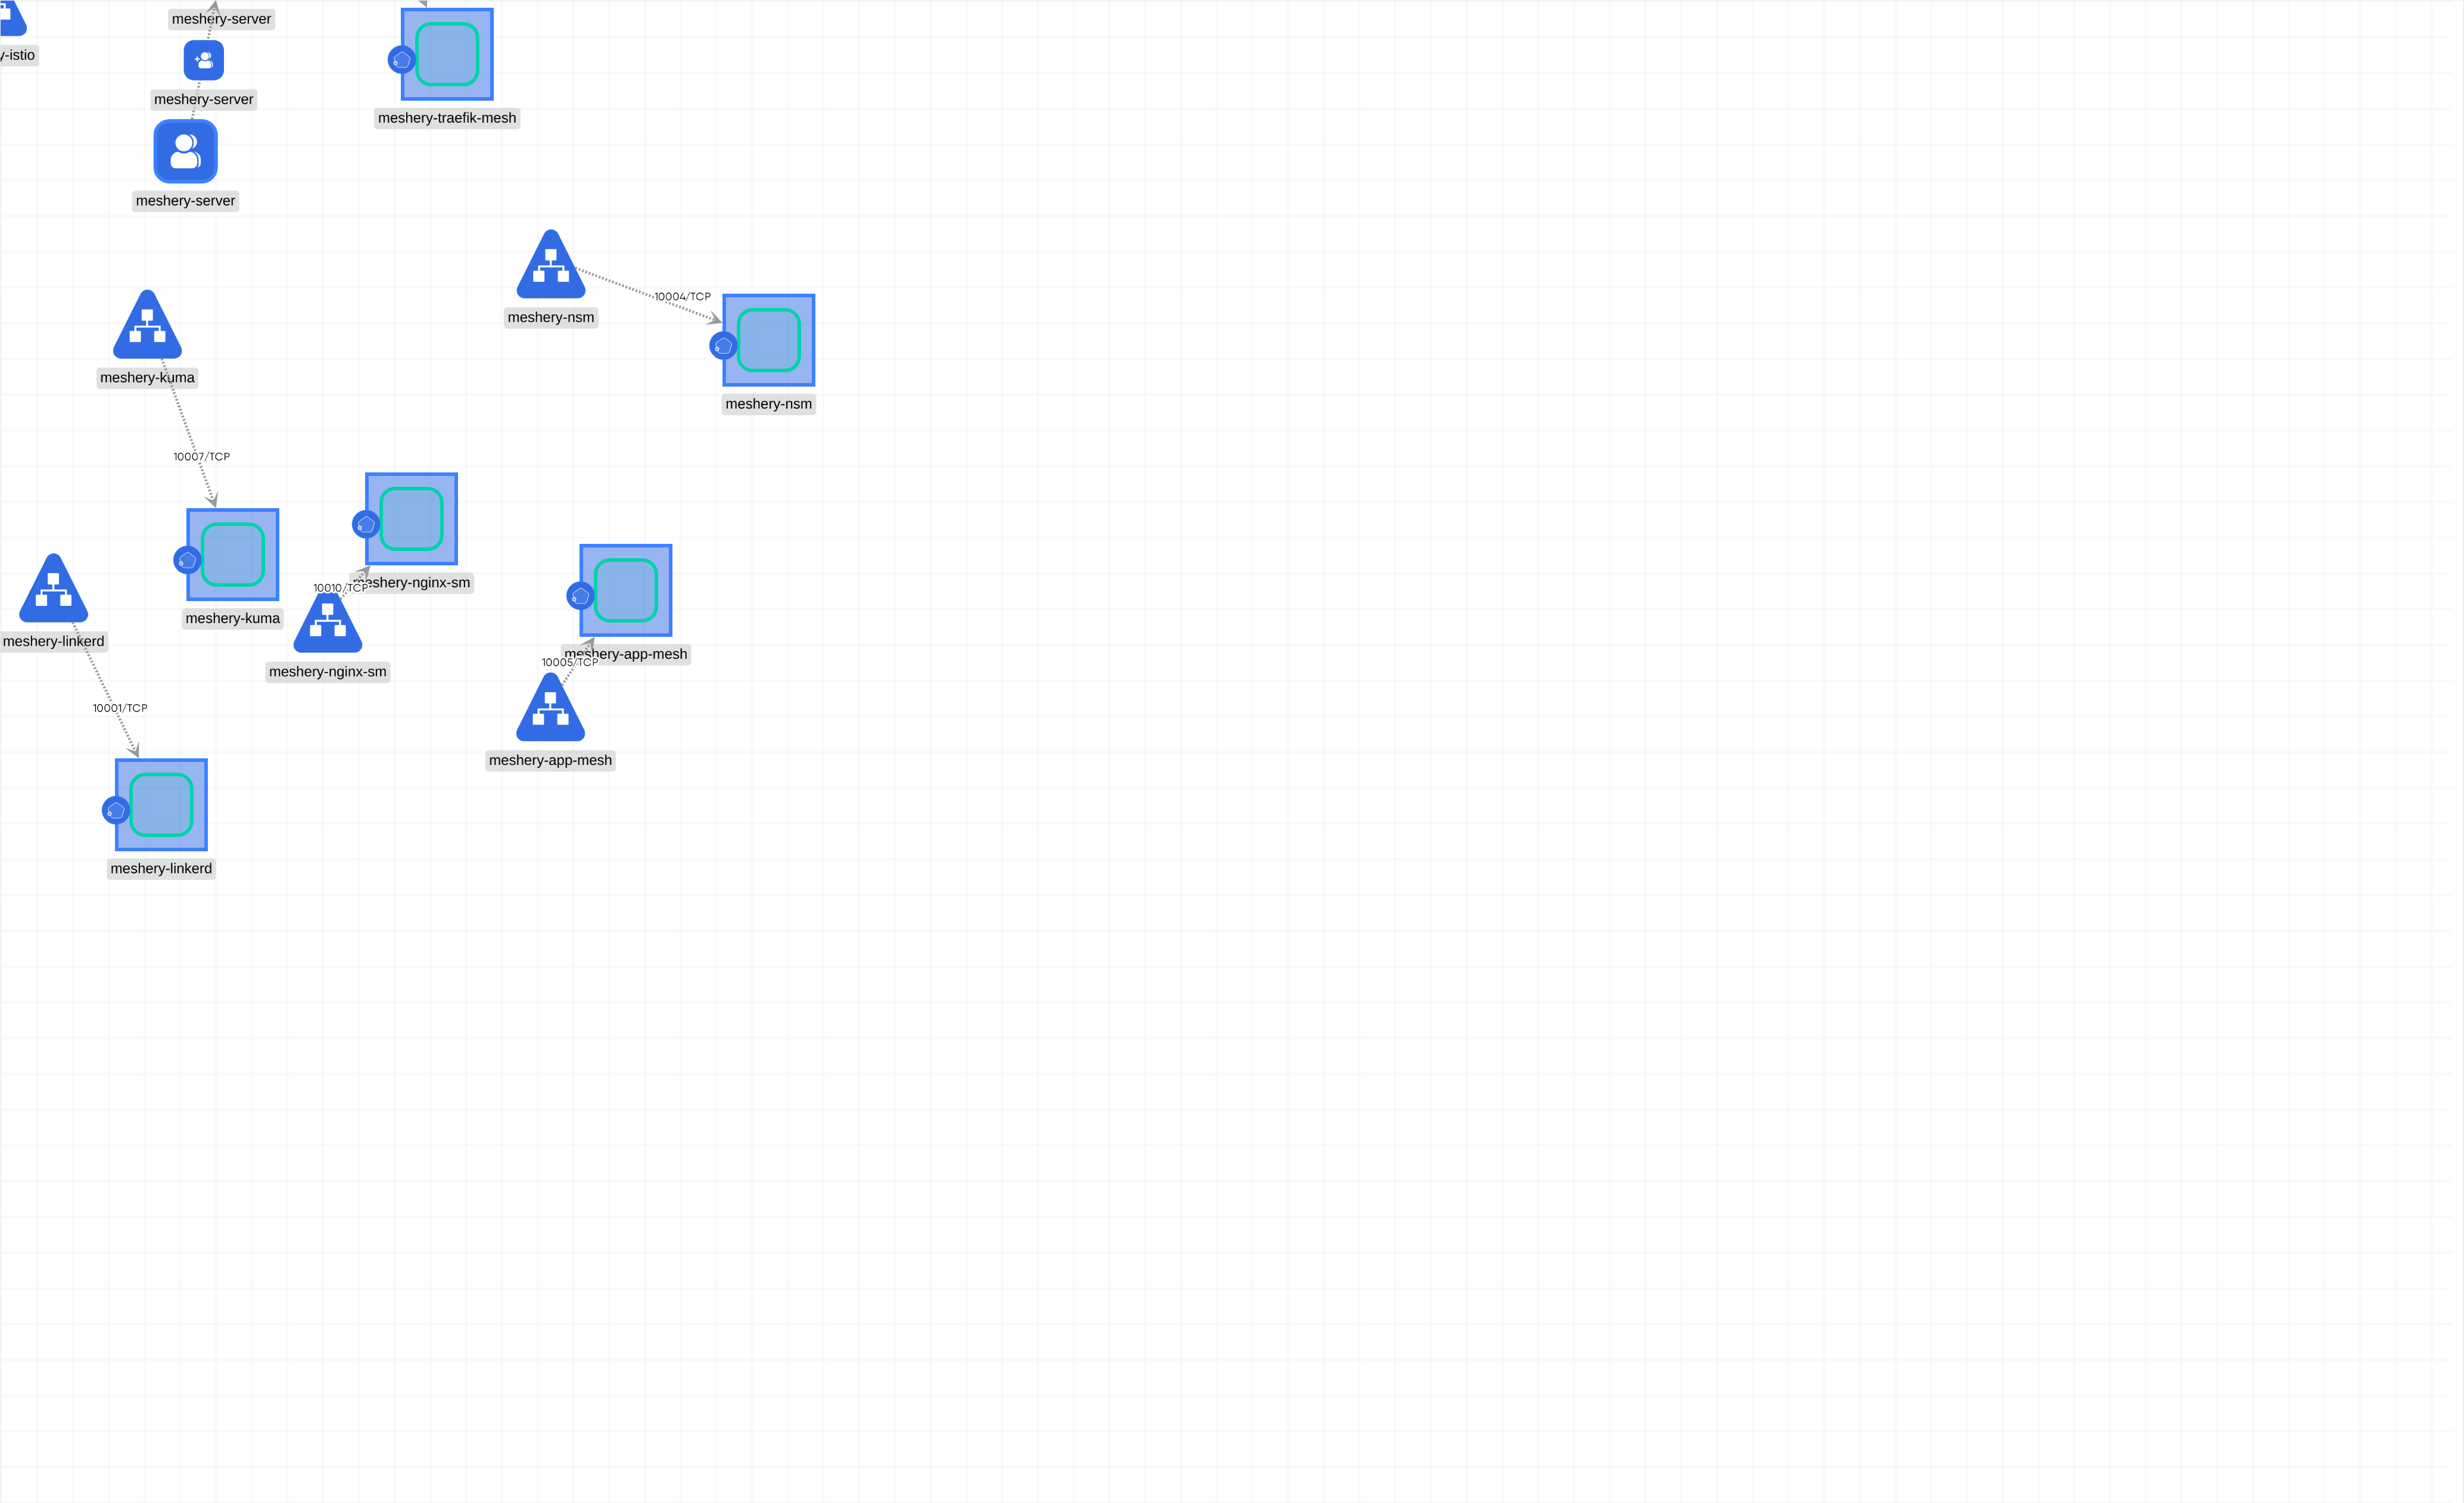 meshery-server
y-istio
meshery-server
meshery-traefik-mesh
meshery-server
10004/TCP
meshery-nsm
meshery-kuma
meshery-nsm
10007/TCP
meshery-nginx-sm
10010/TCP
meshery-kuma
meshery-linkerd
meshery-app-mesh
10005/TCP
meshery-nginx-sm
10001/TCP
meshery-app-mesh
meshery-linkerd